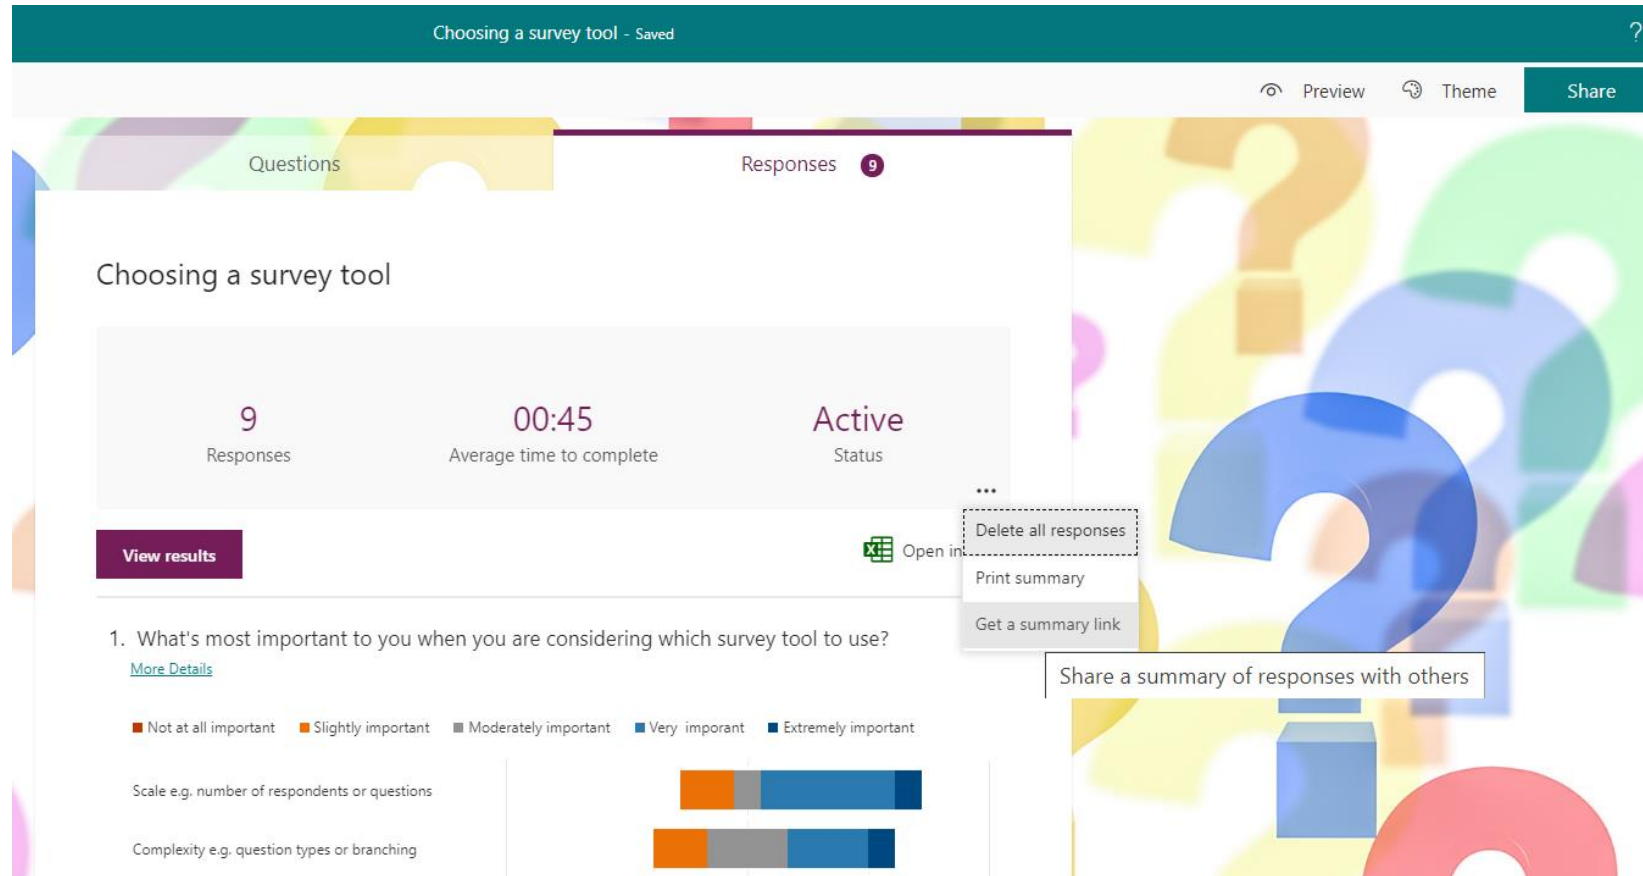 Choosing a survey tool - Saved
?
Preview Theme Share
Questions Responses 9
Choosing a survey tool
9 00:45 Active
Responses Average time to complete Status
...
Delete all responses
View results Open in
Print summary
Get a summary link
1. What's most important to you when you are considering which survey tool to use?
More Details
Share a summary of responses with others
Not at all important Slightly important Moderately important Very imporant Extremely important
Scale e.g. number of respondents or questions
Complexity e.g. question types or branching